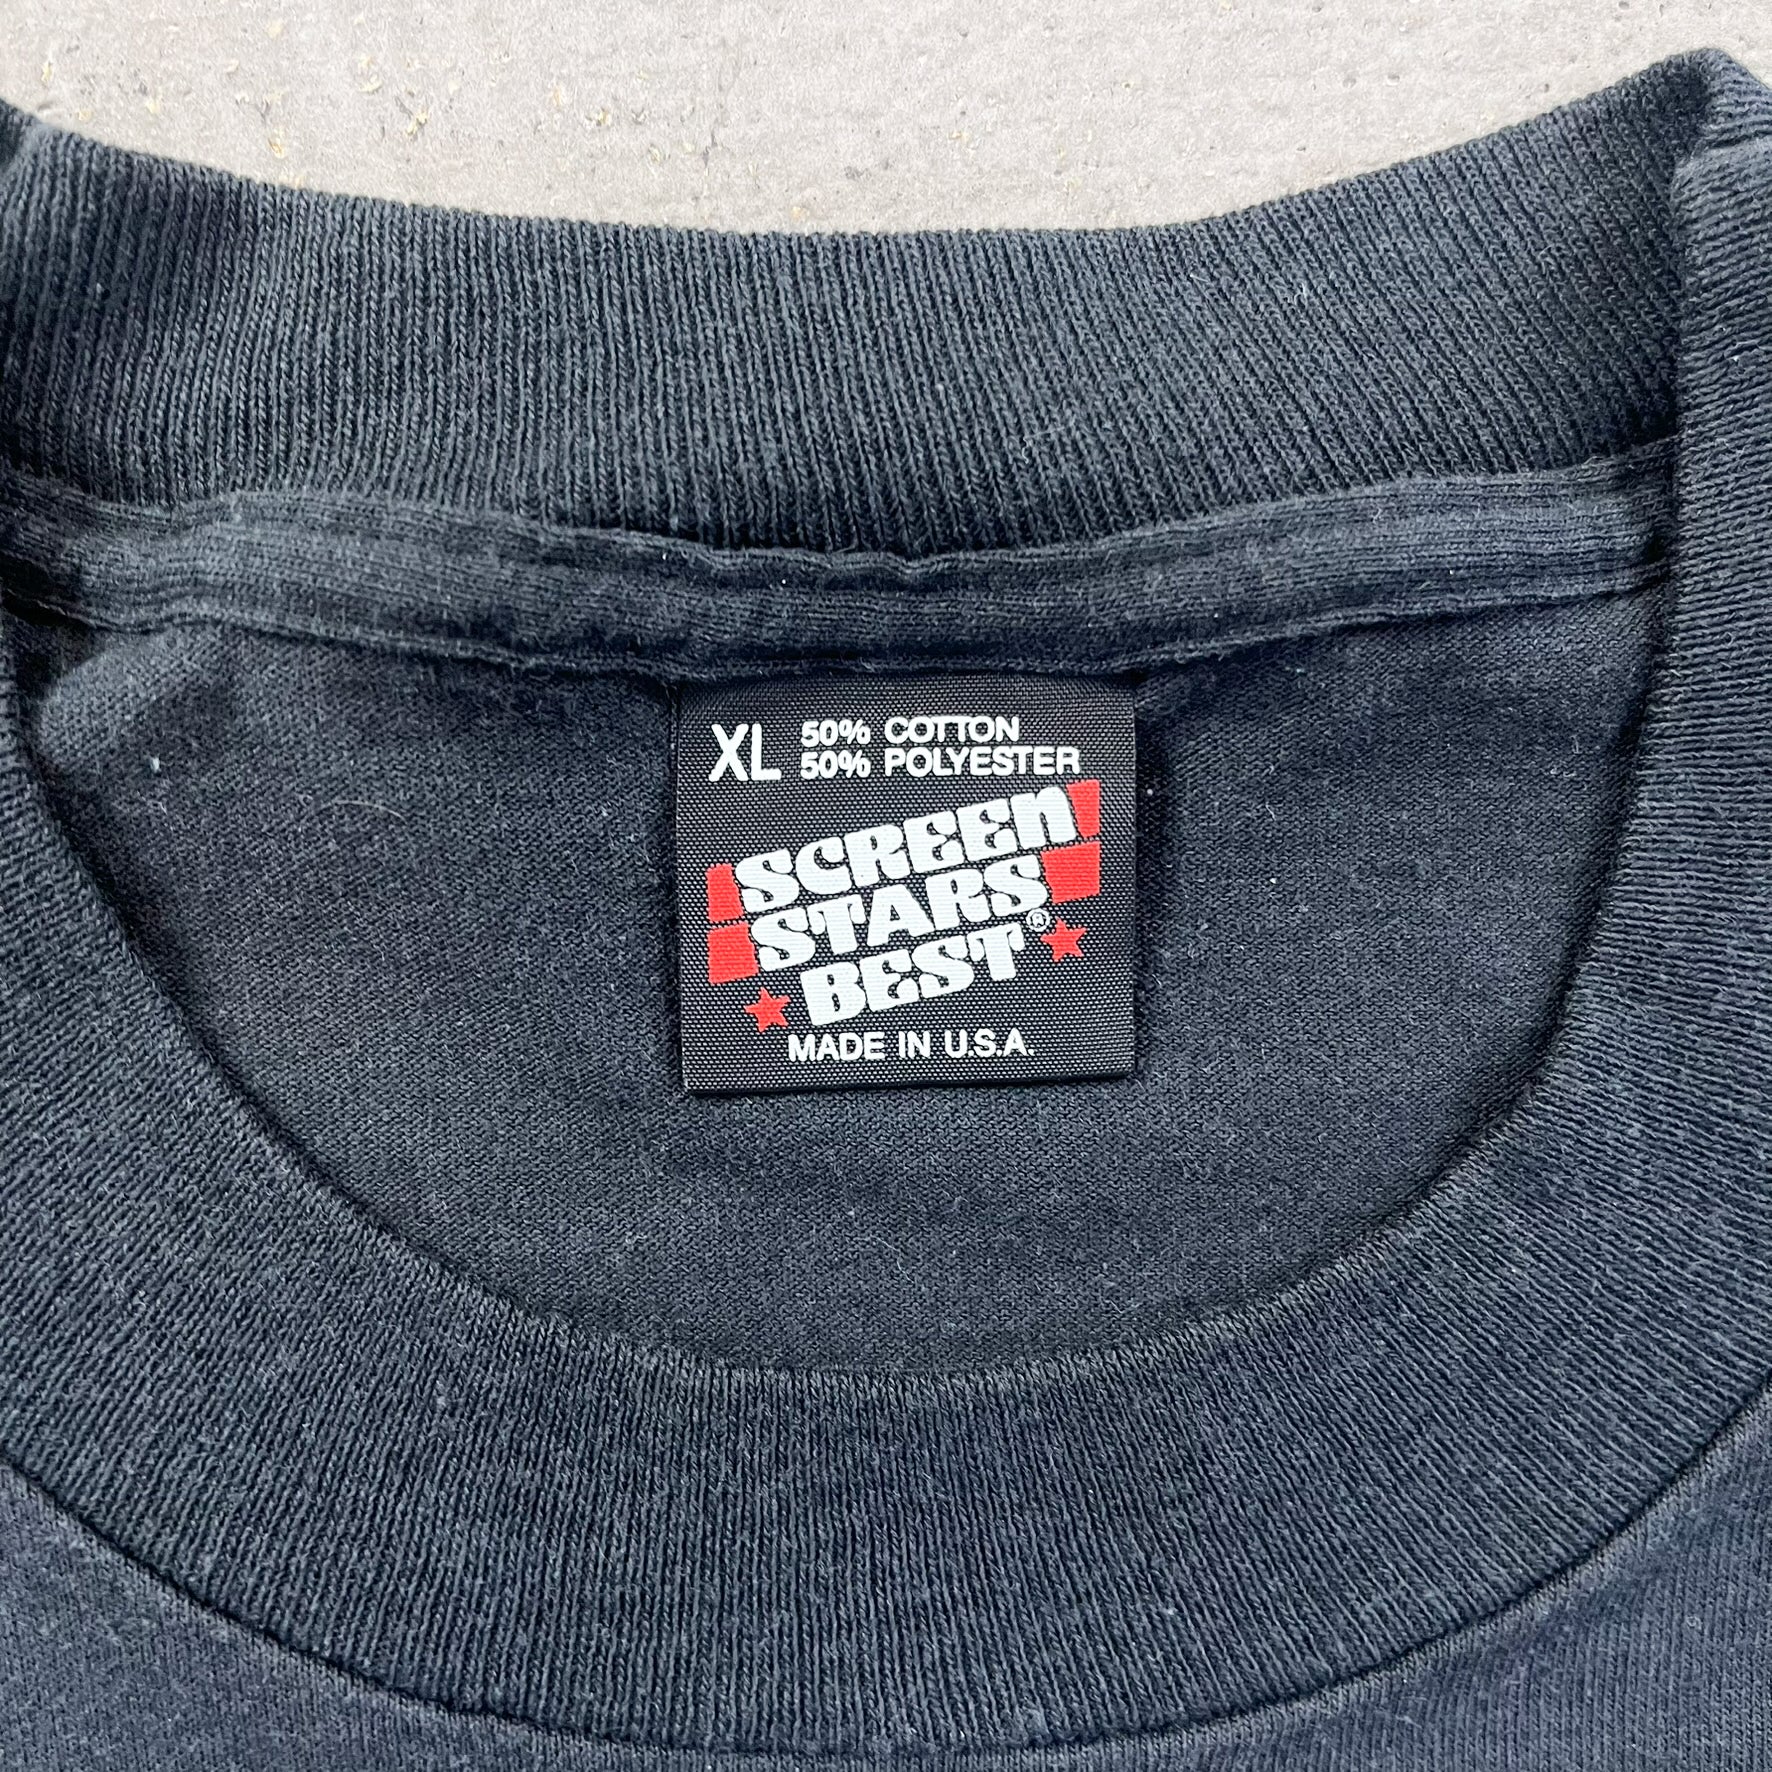 XL 50% COTTON
50% POLYESTER
SCREEN
STARS
BEST®
MADE IN U.S.A.